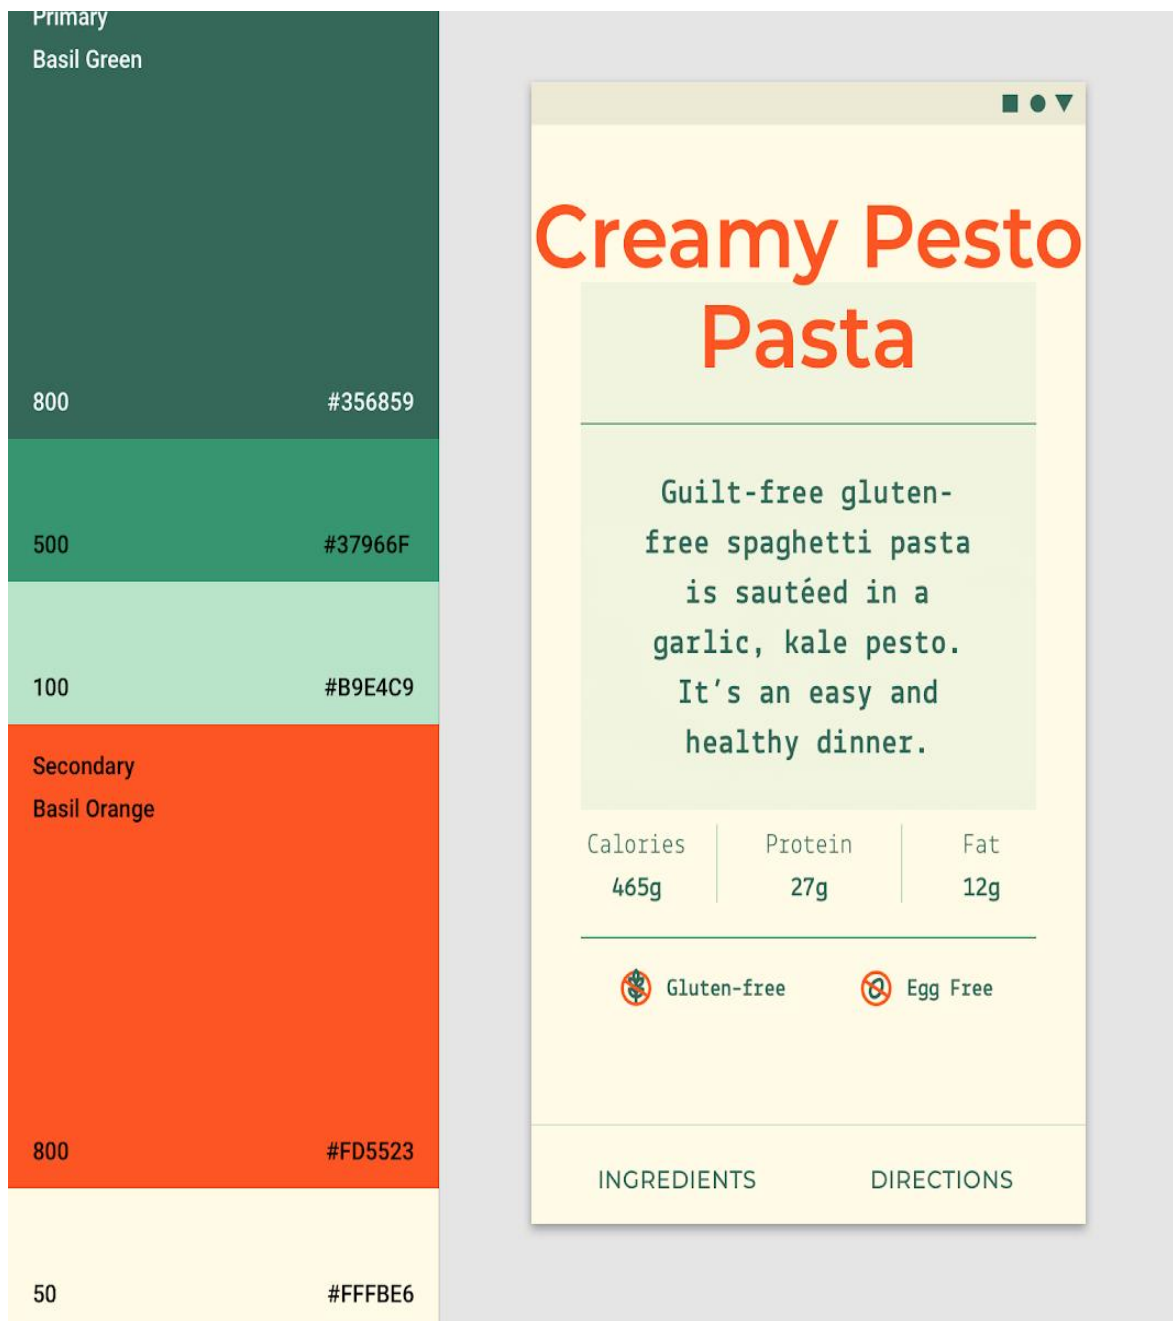 Primary
Basil Green
800 #356859
500 #37966F
100 #B9E4C9
Secondary
Basil Orange
800 #FD5523
50 #FFFBE6
Creamy Pesto
Pasta
Guilt-free gluten-
free spaghetti pasta
is sautéed in a
garlic, kale pesto.
It’s an easy and
healthy dinner.
Calories Protein Fat
465g 27g 12g
Gluten-free Egg Free
INGREDIENTS DIRECTIONS